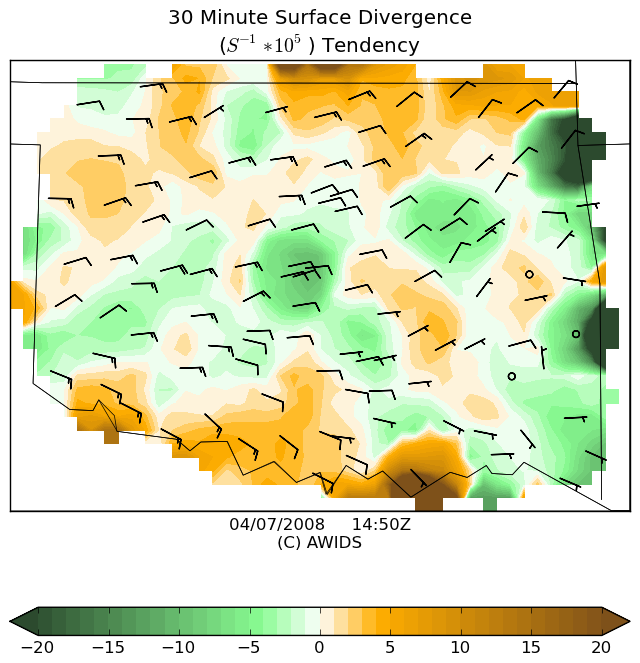 30 Minute Surface Divergence
(S⁻¹ * 10⁵ ) Tendency
04/07/2008 14:50Z
(C) AWIDS
−20 −15 −10 −5 0 5 10 15 20